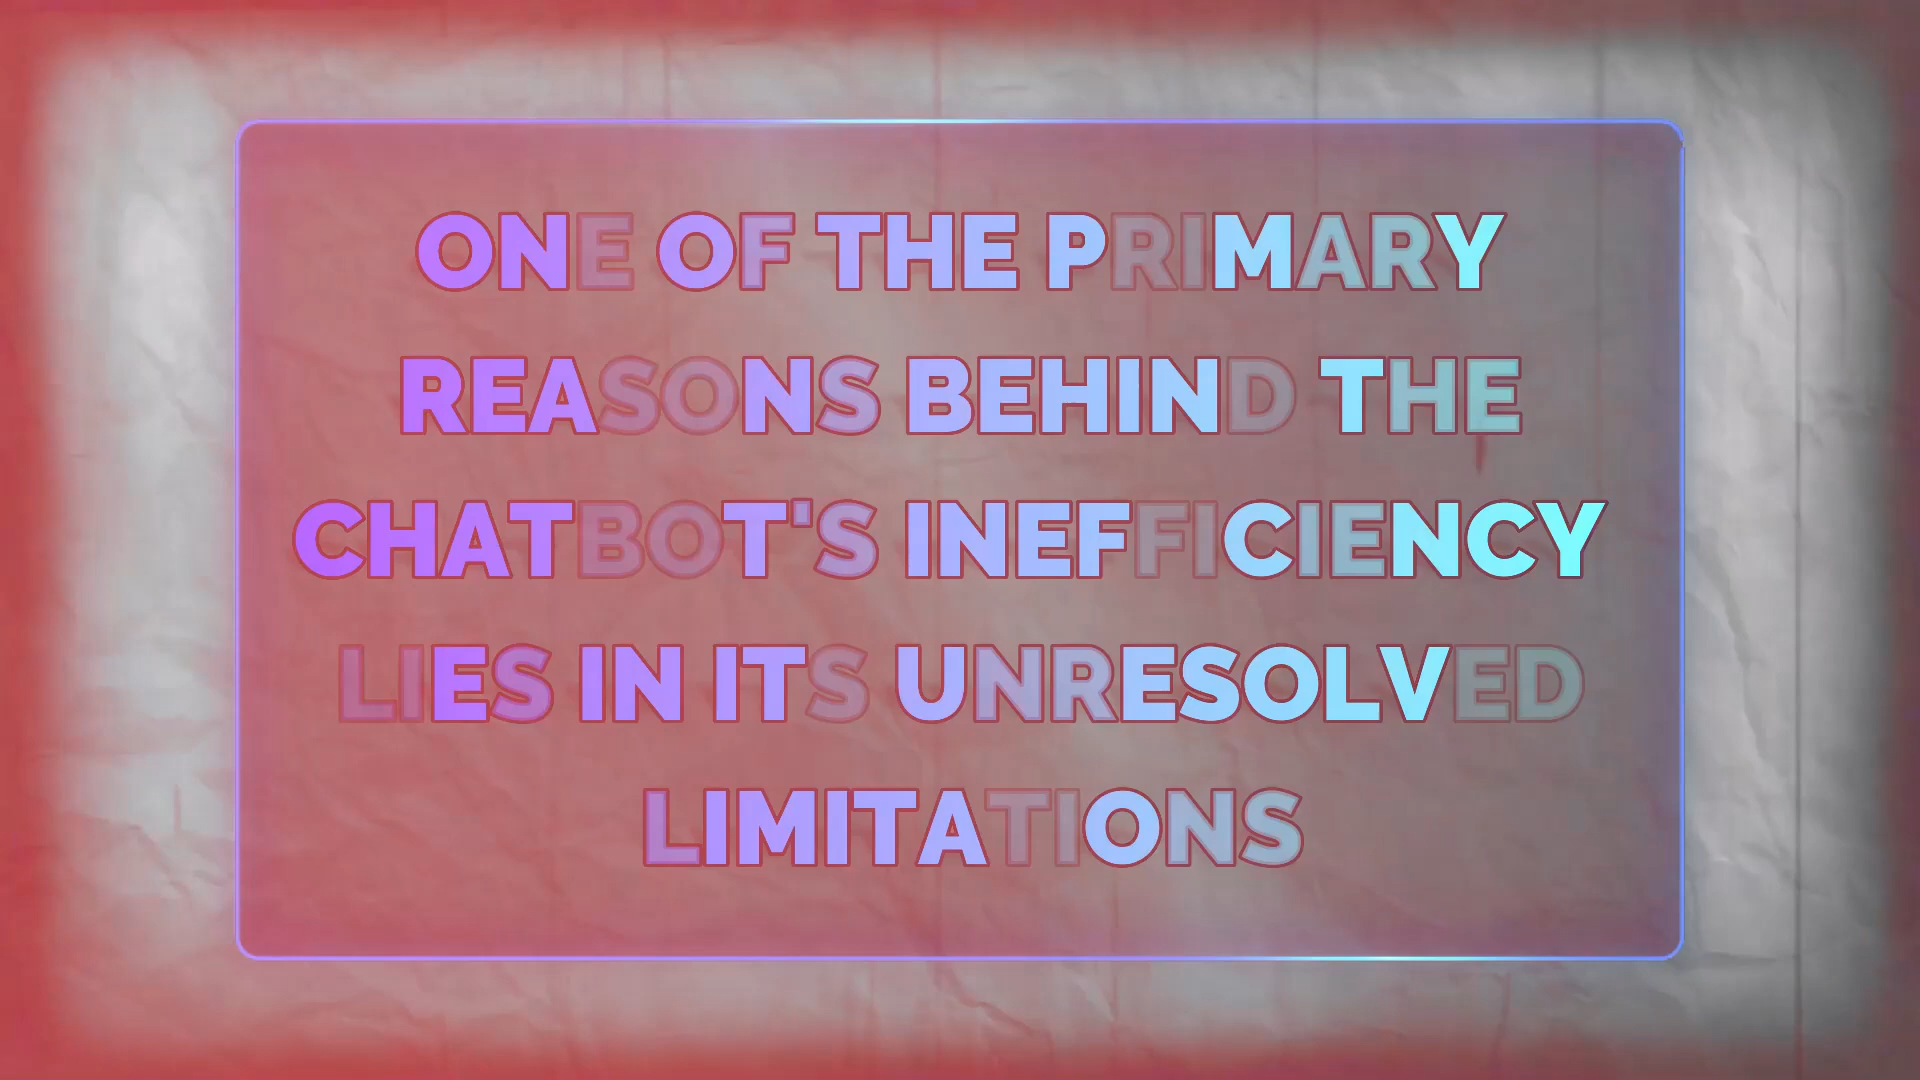 ONE OF THE PRIMARY
REASONS BEHIND THE
CHATBOT'S INEFFICIENCY
LIES IN ITS UNRESOLVED
LIMITATIONS